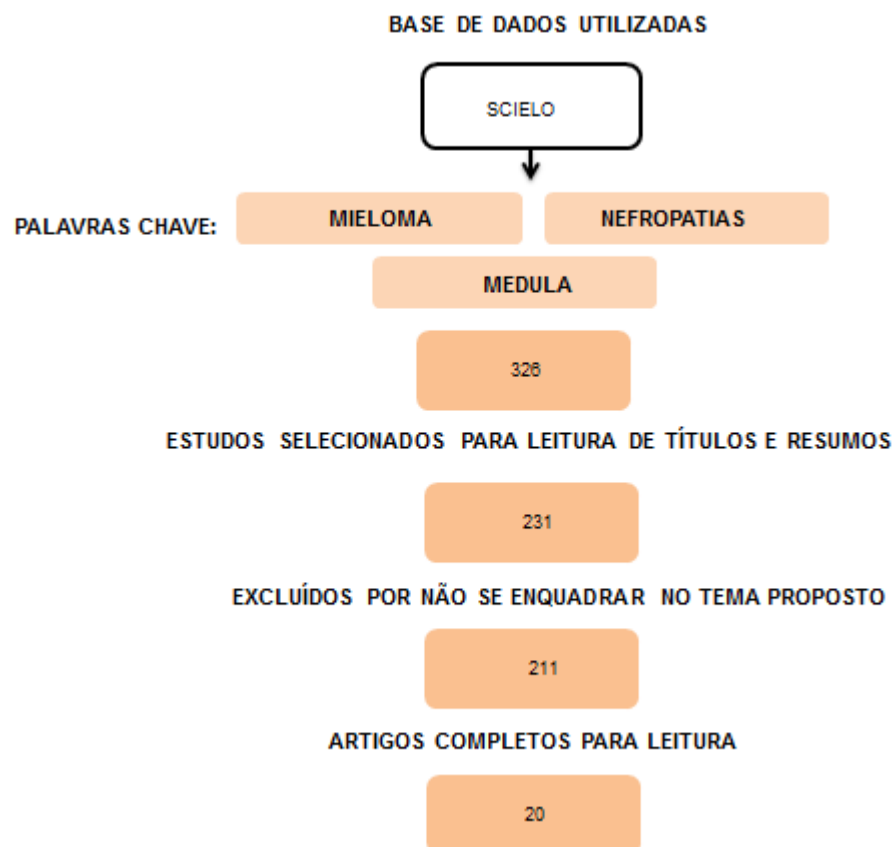 BASE DE DADOS UTILIZADAS
SCIELO
PALAVRAS CHAVE:
MIELOMA
NEFROPATIAS
MEDULA
326
ESTUDOS SELECIONADOS PARA LEITURA DE TÍTULOS E RESUMOS
231
EXCLUÍDOS POR NÃO SE ENQUADRAR NO TEMA PROPOSTO
211
ARTIGOS COMPLETOS PARA LEITURA
20